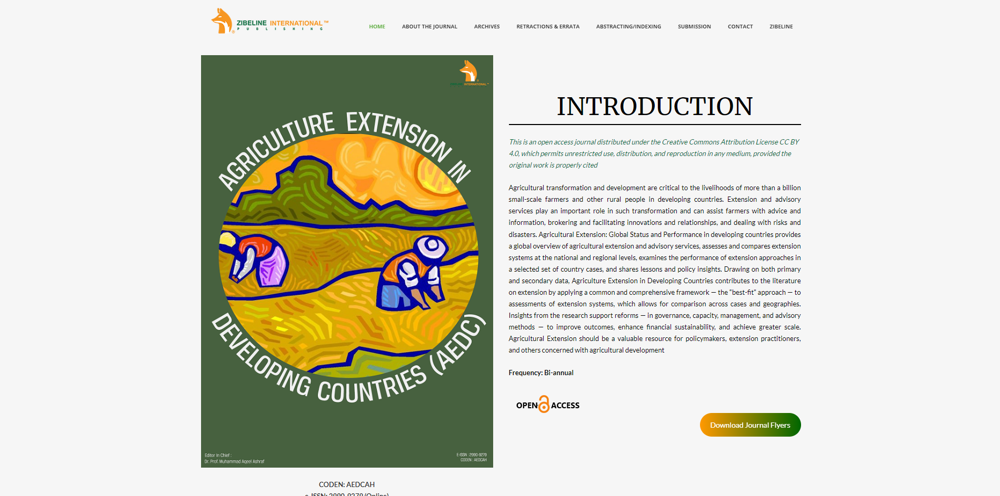 ZIBELINE INTERNATIONAL™
PUBLISHING
HOME
ABOUT THE JOURNAL
ARCHIVES
RETRACTIONS & ERRATA
ABSTRACTING/INDEXING
SUBMISSION
CONTACT
ZIBELINE
ZIBELINE INTERNATIONAL™
AGRICULTURE EXTENSION IN
DEVELOPING COUNTRIES (AEDC)
Editor In Chief :
Dr. Prof. Muhammad Aqeel Ashraf
E-ISSN : 2990-9279
CODEN : AEDCAH
CODEN: AEDCAH
e-ISSN: 2990-9279 (Online)
INTRODUCTION
This is an open access journal distributed under the Creative Commons Attribution License CC BY
4.0, which permits unrestricted use, distribution, and reproduction in any medium, provided the
original work is properly cited
Agricultural transformation and development are critical to the livelihoods of more than a billion
small-scale farmers and other rural people in developing countries. Extension and advisory
services play an important role in such transformation and can assist farmers with advice and
information, brokering and facilitating innovations and relationships, and dealing with risks and
disasters. Agricultural Extension: Global Status and Performance in developing countries provides
a global overview of agricultural extension and advisory services, assesses and compares extension
systems at the national and regional levels, examines the performance of extension approaches in
a selected set of country cases, and shares lessons and policy insights. Drawing on both primary
and secondary data, Agriculture Extension in Developing Countries contributes to the literature
on extension by applying a common and comprehensive framework — the “best-fit” approach — to
assessments of extension systems, which allows for comparison across cases and geographies.
Insights from the research support reforms — in governance, capacity, management, and advisory
methods — to improve outcomes, enhance financial sustainability, and achieve greater scale.
Agricultural Extension should be a valuable resource for policymakers, extension practitioners,
and others concerned with agricultural development
Frequency: Bi-annual
OPEN ACCESS
Download Journal Flyers